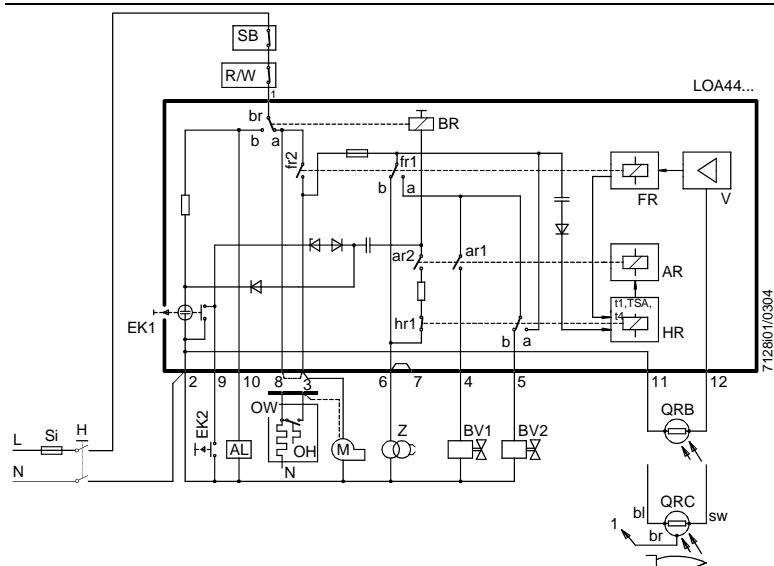 SB
R/W
1
LOA44...
br
b a
BR
fr2
fr1
b a
FR
V
ar2
ar1
AR
t1,TSA,
t4
hr1
HR
b a
EK1
2 9 10 8 3 6 7 4 5 11 12
7128i01/0304
EK2
OW
OH
N
AL
M
Z
BV1
BV2
QRB
L Si H
N
QRC
bl
br
sw
1